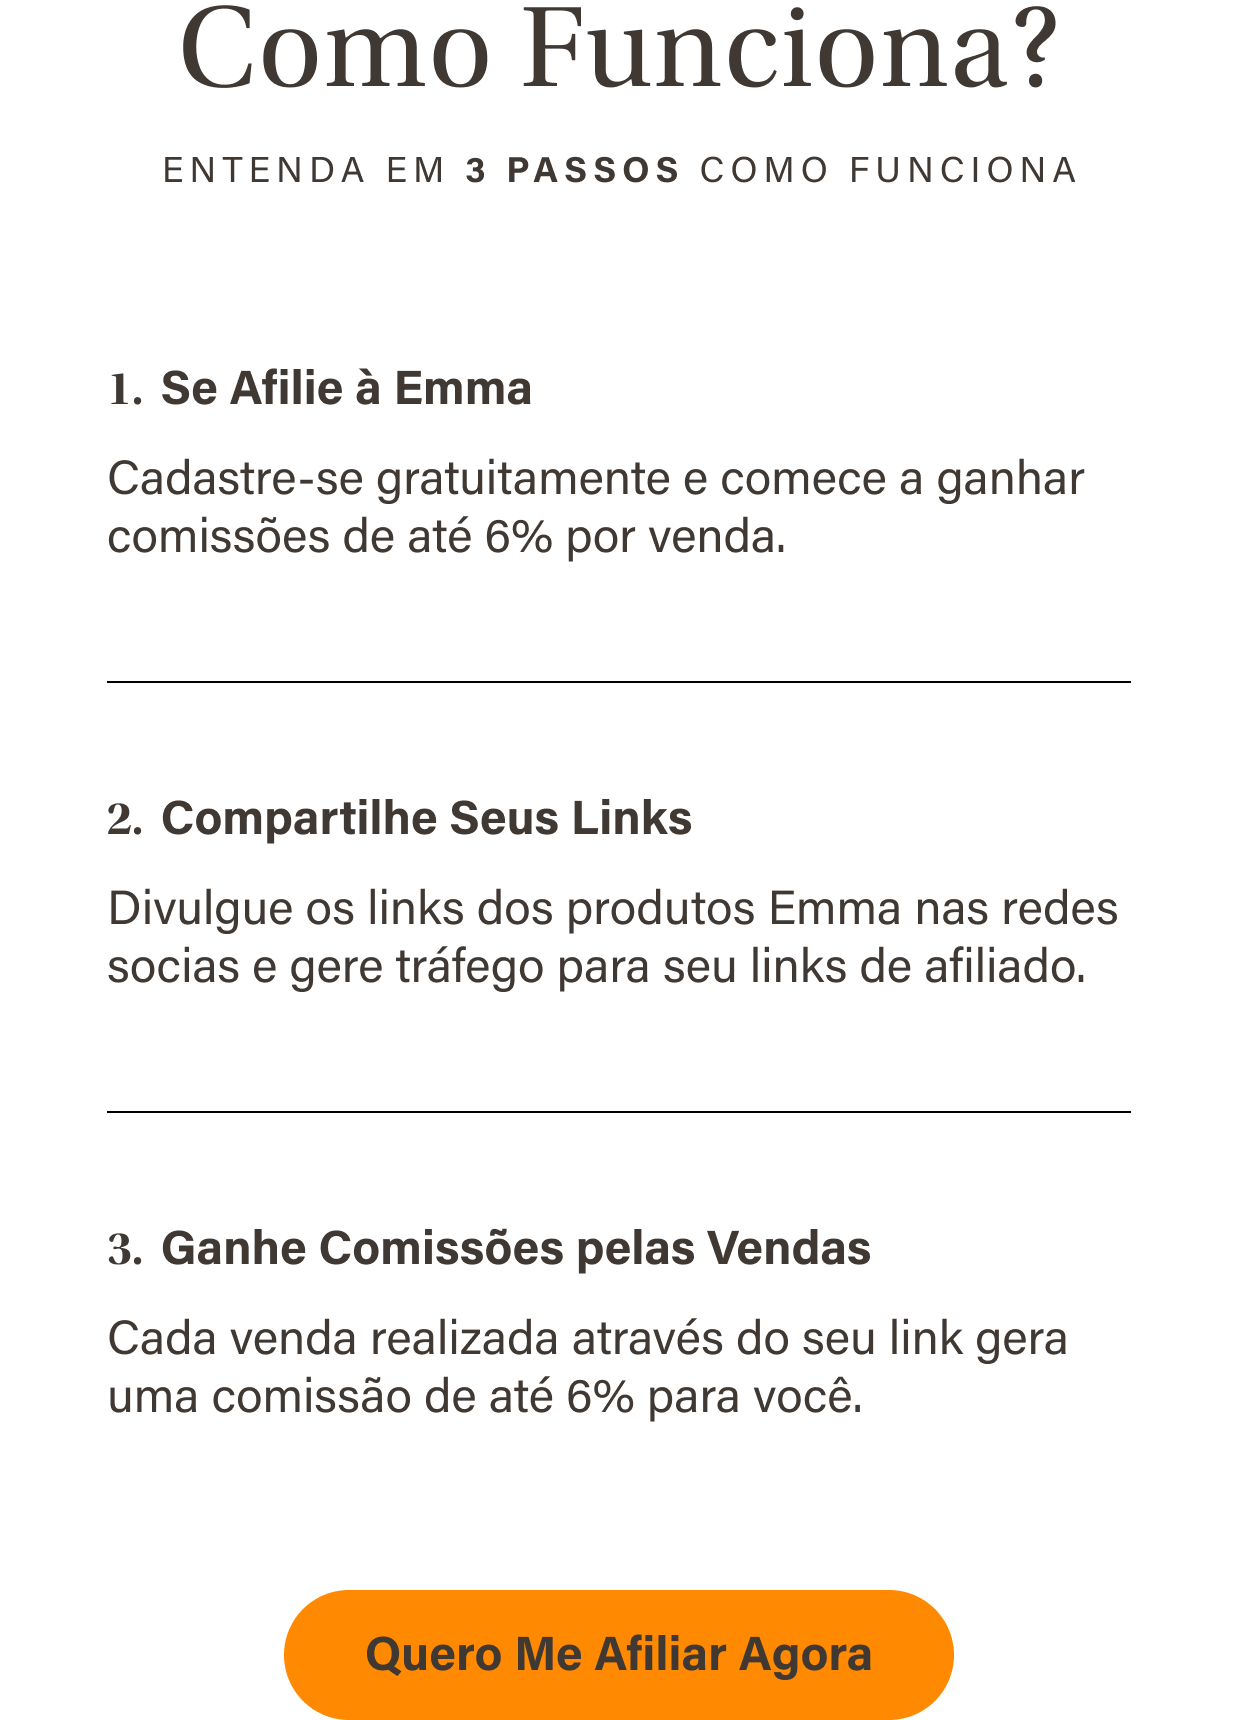 Como Funciona?
ENTENDA EM 3 PASSOS COMO FUNCIONA
1. Se Afilie à Emma
Cadastre-se gratuitamente e comece a ganhar
comissões de até 6% por venda.
2. Compartilhe Seus Links
Divulgue os links dos produtos Emma nas redes
socias e gere tráfego para seu links de afiliado.
3. Ganhe Comissões pelas Vendas
Cada venda realizada através do seu link gera
uma comissão de até 6% para você.
Quero Me Afiliar Agora